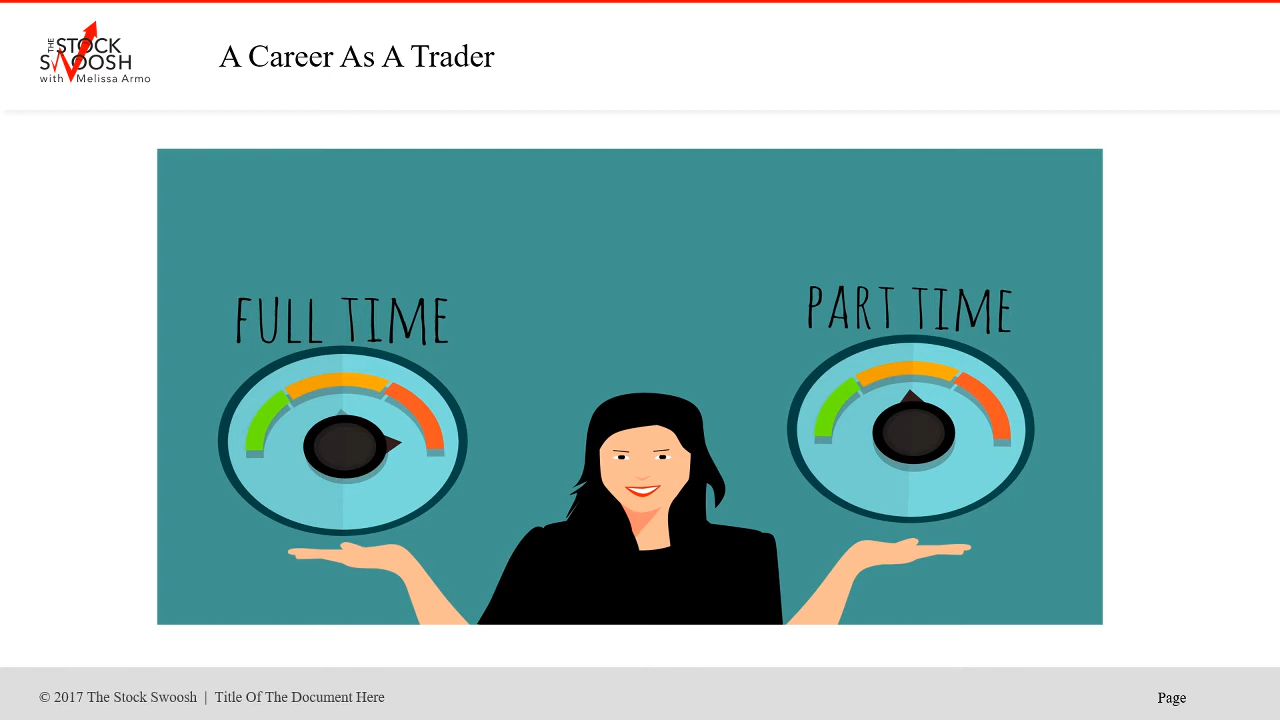 THE STOCK
SWOOSH
with Melissa Armo
A Career As A Trader
FULL TIME
PART TIME
© 2017 The Stock Swoosh | Title Of The Document Here
Page